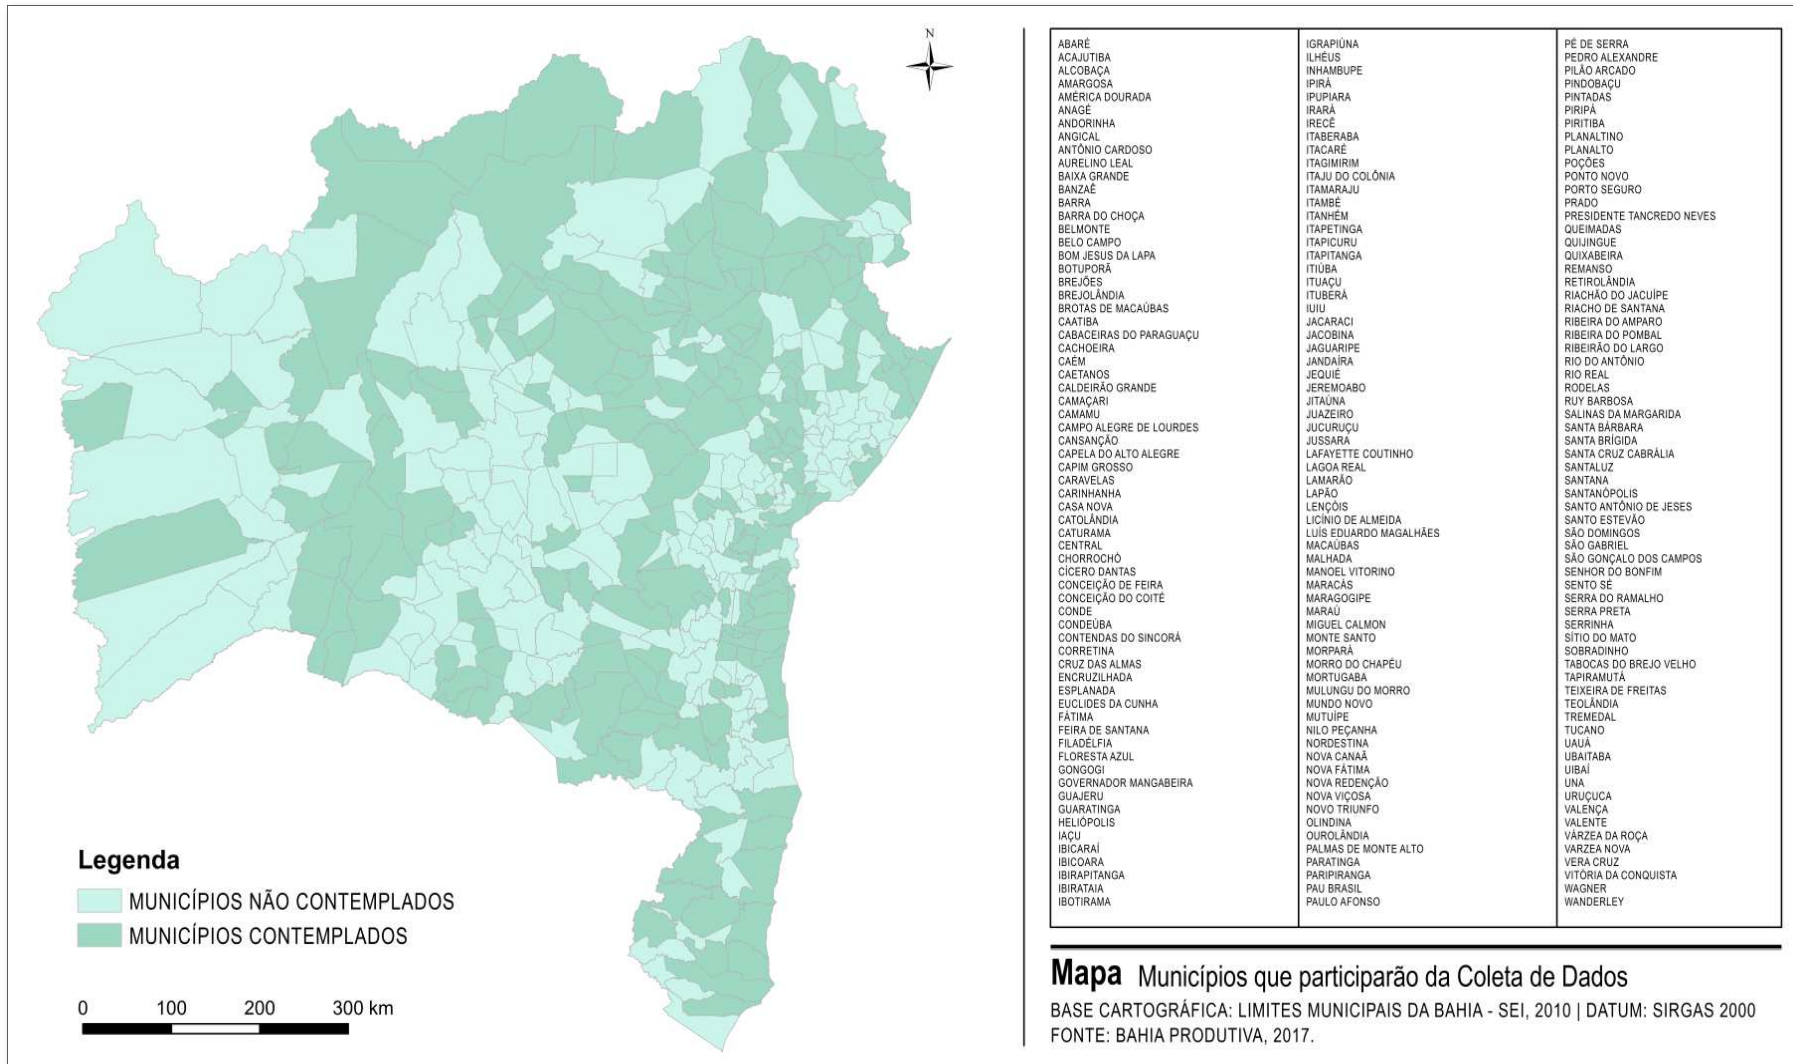 N
ABARÉ
ACAJUTIBA
ALCOBAÇA
AMARGOSA
AMÉRICA DOURADA
ANAGÉ
ANDORINHA
ANGICAL
ANTÔNIO CARDOSO
AURELINO LEAL
BAIXA GRANDE
BANZAÊ
BARRA
BARRA DO CHOÇA
BELMONTE
BELO CAMPO
BOM JESUS DA LAPA
BOTUPORÃ
BREJÕES
BREJOLÂNDIA
BROTAS DE MACAÚBAS
CAATIBA
CABACEIRAS DO PARAGUAÇU
CACHOEIRA
CAÉM
CAETANOS
CALDEIRÃO GRANDE
CAMAÇARI
CAMAMU
CAMPO ALEGRE DE LOURDES
CANSANÇÃO
CAPELA DO ALTO ALEGRE
CAPIM GROSSO
CARAVELAS
CARINHANHA
CASA NOVA
CATOLÂNDIA
CATURAMA
CENTRAL
CHORROCHÓ
CÍCERO DANTAS
CONCEIÇÃO DE FEIRA
CONCEIÇÃO DO COITÉ
CONDE
CONDEÚBA
CONTENDAS DO SINCORÁ
CORRETINA
CRUZ DAS ALMAS
ENCRUZILHADA
ESPLANADA
EUCLIDES DA CUNHA
FÁTIMA
FEIRA DE SANTANA
FILADÉLFIA
FLORESTA AZUL
GONGOGI
GOVERNADOR MANGABEIRA
GUAJERU
GUARATINGA
HELIÓPOLIS
IAÇU
IBICARAÍ
IBICOARA
IBIRAPITANGA
IBIRATAIA
IBOTIRAMA
IGRAPIÚNA
ILHÉUS
INHAMBUPE
IPIRÁ
IPUPIARA
IRARÁ
IRECÊ
ITABERABA
ITACARÉ
ITAGIMIRIM
ITAJU DO COLÔNIA
ITAMARAJU
ITAMBÉ
ITANHÉM
ITAPETINGA
ITAPICURU
ITAPITANGA
ITIÚBA
ITUAÇU
ITUBERÁ
IUIU
JACARACI
JACOBINA
JAGUARIPE
JANDAÍRA
JEQUIÉ
JEREMOABO
JITAÚNA
JUAZEIRO
JUCURUÇU
JUSSARA
LAFAYETTE COUTINHO
LAGOA REAL
LAMARÃO
LAPÃO
LENÇÓIS
LICÍNIO DE ALMEIDA
LUÍS EDUARDO MAGALHÃES
MACAÚBAS
MALHADA
MANOEL VITORINO
MARACÁS
MARAGOGIPE
MARAÚ
MIGUEL CALMON
MONTE SANTO
MORPARÁ
MORRO DO CHAPÉU
MORTUGABA
MULUNGU DO MORRO
MUNDO NOVO
MUTUÍPE
NILO PEÇANHA
NORDESTINA
NOVA CANAÃ
NOVA FÁTIMA
NOVA REDENÇÃO
NOVA VIÇOSA
NOVO TRIUNFO
OLINDINA
OUROLÂNDIA
PALMAS DE MONTE ALTO
PARATINGA
PARIPIRANGA
PAU BRASIL
PAULO AFONSO
PÉ DE SERRA
PEDRO ALEXANDRE
PILÃO ARCADO
PINDOBAÇU
PINTADAS
PIRIPÁ
PIRITIBA
PLANALTINO
PLANALTO
POÇÕES
PONTO NOVO
PORTO SEGURO
PRADO
PRESIDENTE TANCREDO NEVES
QUEIMADAS
QUIJINGUE
QUIXABEIRA
REMANSO
RETIROLÂNDIA
RIACHÃO DO JACUÍPE
RIACHO DE SANTANA
RIBEIRA DO AMPARO
RIBEIRA DO POMBAL
RIBEIRÃO DO LARGO
RIO DO ANTÔNIO
RIO REAL
RODELAS
RUY BARBOSA
SALINAS DA MARGARIDA
SANTA BÁRBARA
SANTA BRÍGIDA
SANTA CRUZ CABRÁLIA
SANTALUZ
SANTANA
SANTANÓPOLIS
SANTO ANTÔNIO DE JESES
SANTO ESTEVÃO
SÃO DOMINGOS
SÃO GABRIEL
SÃO GONÇALO DOS CAMPOS
SENHOR DO BONFIM
SENTO SÉ
SERRA DO RAMALHO
SERRA PRETA
SERRINHA
SÍTIO DO MATO
SOBRADINHO
TABOCAS DO BREJO VELHO
TAPIRAMUTÁ
TEIXEIRA DE FREITAS
TEOLÂNDIA
TREMEDAL
TUCANO
UAUÁ
UBAITABA
UIBAÍ
UNA
URUÇUCA
VALENÇA
VALENTE
VÁRZEA DA ROÇA
VARZEA NOVA
VERA CRUZ
VITÓRIA DA CONQUISTA
WAGNER
WANDERLEY
Legenda
MUNICÍPIOS NÃO CONTEMPLADOS
MUNICÍPIOS CONTEMPLADOS
0 100 200 300 km
Mapa Municípios que participarão da Coleta de Dados
BASE CARTOGRÁFICA: LIMITES MUNICIPAIS DA BAHIA - SEI, 2010 | DATUM: SIRGAS 2000
FONTE: BAHIA PRODUTIVA, 2017.